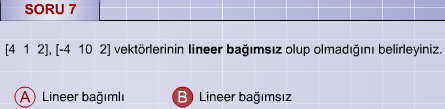 SORU 7
[4 1 2], [-4 10 2] vektörlerinin lineer bağımsız olup olmadığını belirleyiniz.
A Lineer bağımlı B Lineer bağımsız